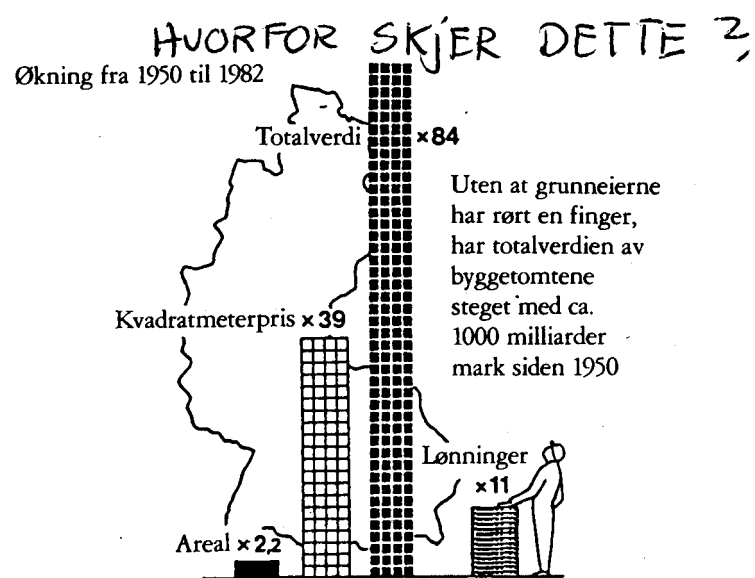 HVORFOR SKJER DETTE ?
Økning fra 1950 til 1982
Totalverdi ×84
Uten at grunneierne
har rørt en finger,
har totalverdien av
byggetomtene
steget med ca.
1000 milliarder
mark siden 1950
Kvadratmeterpris ×39
Lønninger
×11
Areal ×2,2